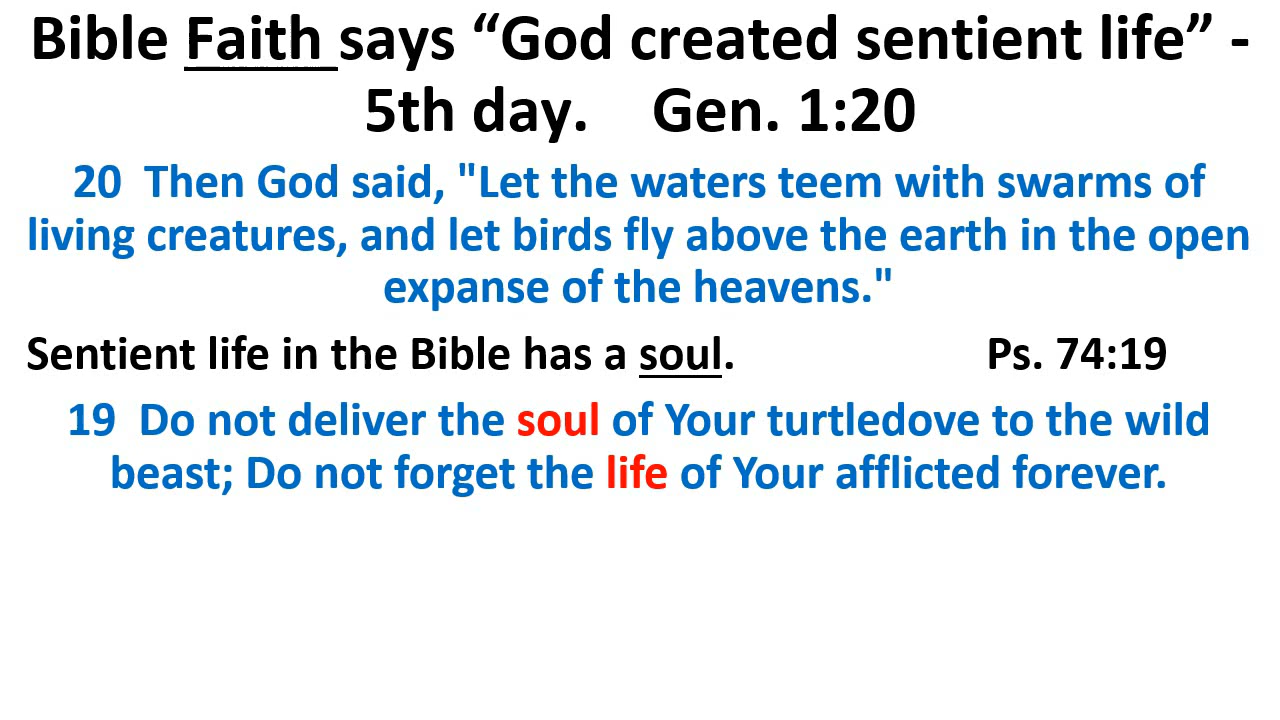 Bible Faith says “God created sentient life” -
5th day. Gen. 1:20
20 Then God said, "Let the waters teem with swarms of
living creatures, and let birds fly above the earth in the open
expanse of the heavens."
Sentient life in the Bible has a soul. Ps. 74:19
19 Do not deliver the soul of Your turtledove to the wild
beast; Do not forget the life of Your afflicted forever.